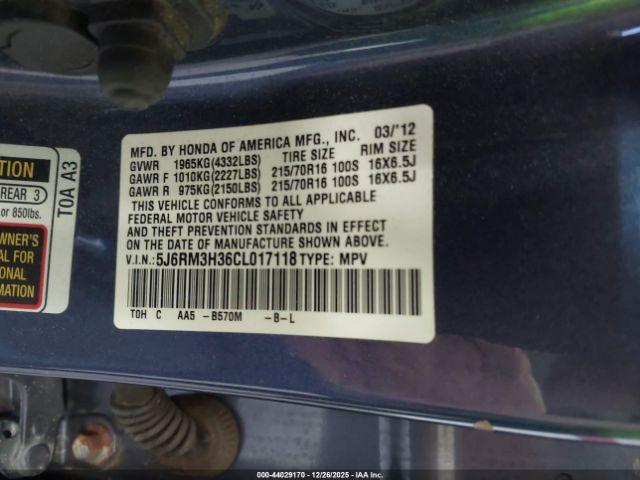 MFD. BY HONDA OF AMERICA MFG., INC. 03/'12
GVWR 1965KG(4332LBS) TIRE SIZE RIM SIZE
GAWR F 1010KG(2227LBS) 215/70R16 100S 16X6.5J
GAWR R 975KG(2150LBS) 215/70R16 100S 16X6.5J
THIS VEHICLE CONFORMS TO ALL APPLICABLE
FEDERAL MOTOR VEHICLE SAFETY
AND THEFT PREVENTION STANDARDS IN EFFECT
ON THE DATE OF MANUFACTURE SHOWN ABOVE.
V.I.N.: 5J6RM3H36CL017118 TYPE: MPV
TOH C AA5 -B570M -B-L
TION
REAR 3
or 850lbs.
WNER'S
AL FOR
IONAL
MATION
TOA A3
000-44029170 - 12/26/2025 - IAA Inc.